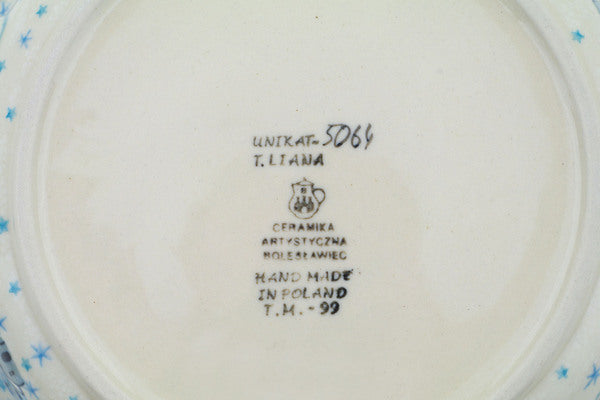 UNIKAT-5064
T.LIANA
B
CERAMIKA
ARTYSTYCZNA
BOLESŁAWIEC
HAND MADE
IN POLAND
T.M.-99